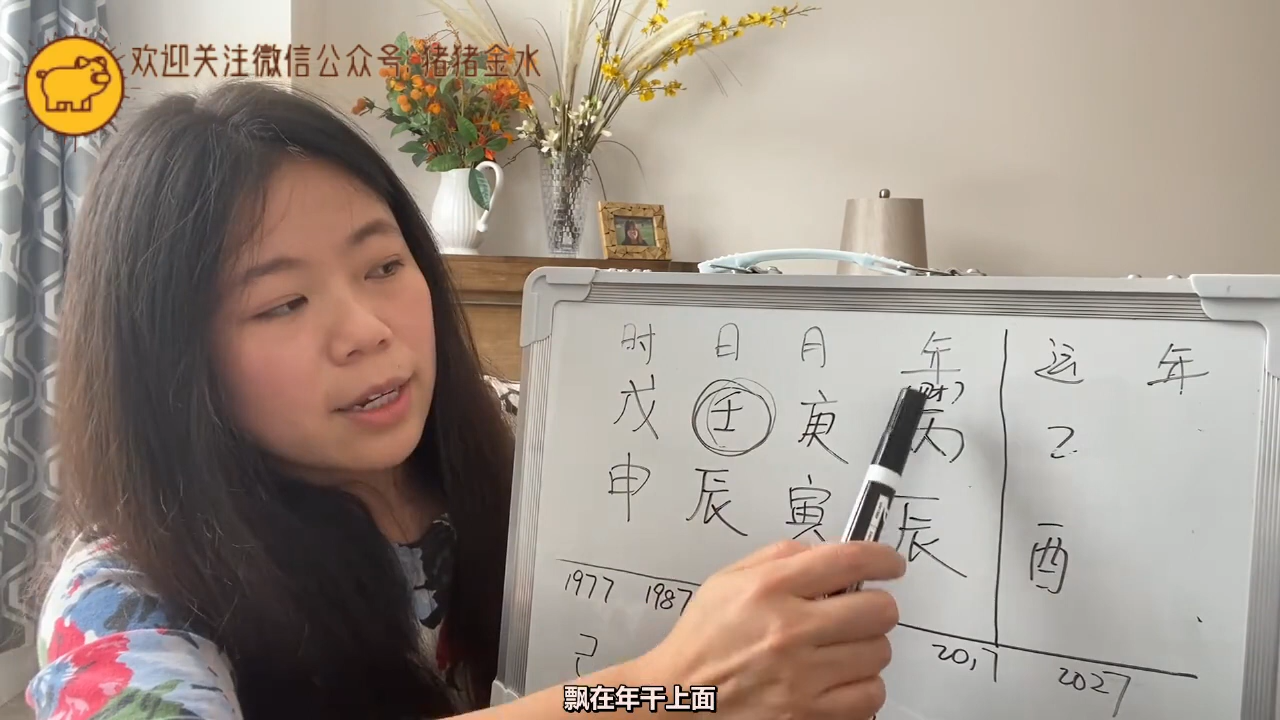 欢迎关注微信公众号:猪猪金水
时 日 月 年 运 年
财
戊 壬 庚 丙 乙
申 辰 寅 辰 酉
1977 1987 2017 2027
己
飘在年干上面